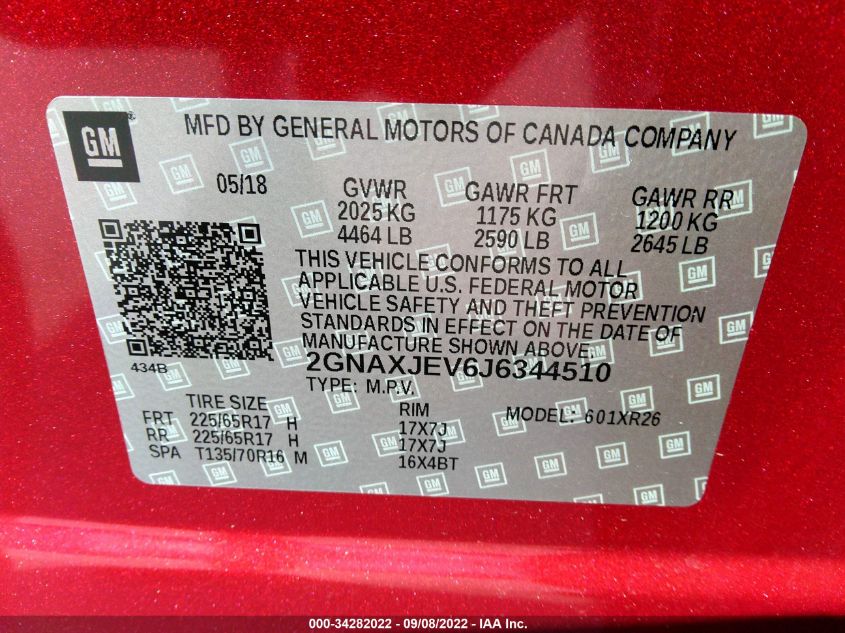 GM
MFD BY GENERAL MOTORS OF CANADA COMPANY
05/18 GVWR GAWR FRT GAWR RR
2025 KG 1175 KG 1200 KG
4464 LB 2590 LB 2645 LB
THIS VEHICLE CONFORMS TO ALL
APPLICABLE U.S. FEDERAL MOTOR
VEHICLE SAFETY AND THEFT PREVENTION
STANDARDS IN EFFECT ON THE DATE OF
MANUFACTURE SHOWN ABOVE.
434B 2GNAXJEV6J6344510
TYPE: M.P.V.
TIRE SIZE RIM MODEL: 601XR26
FRT 225/65R17 H 17X7J
RR 225/65R17 H 17X7J
SPA T135/70R16 M 16X4BT
000-34282022 - 09/08/2022 - IAA Inc.